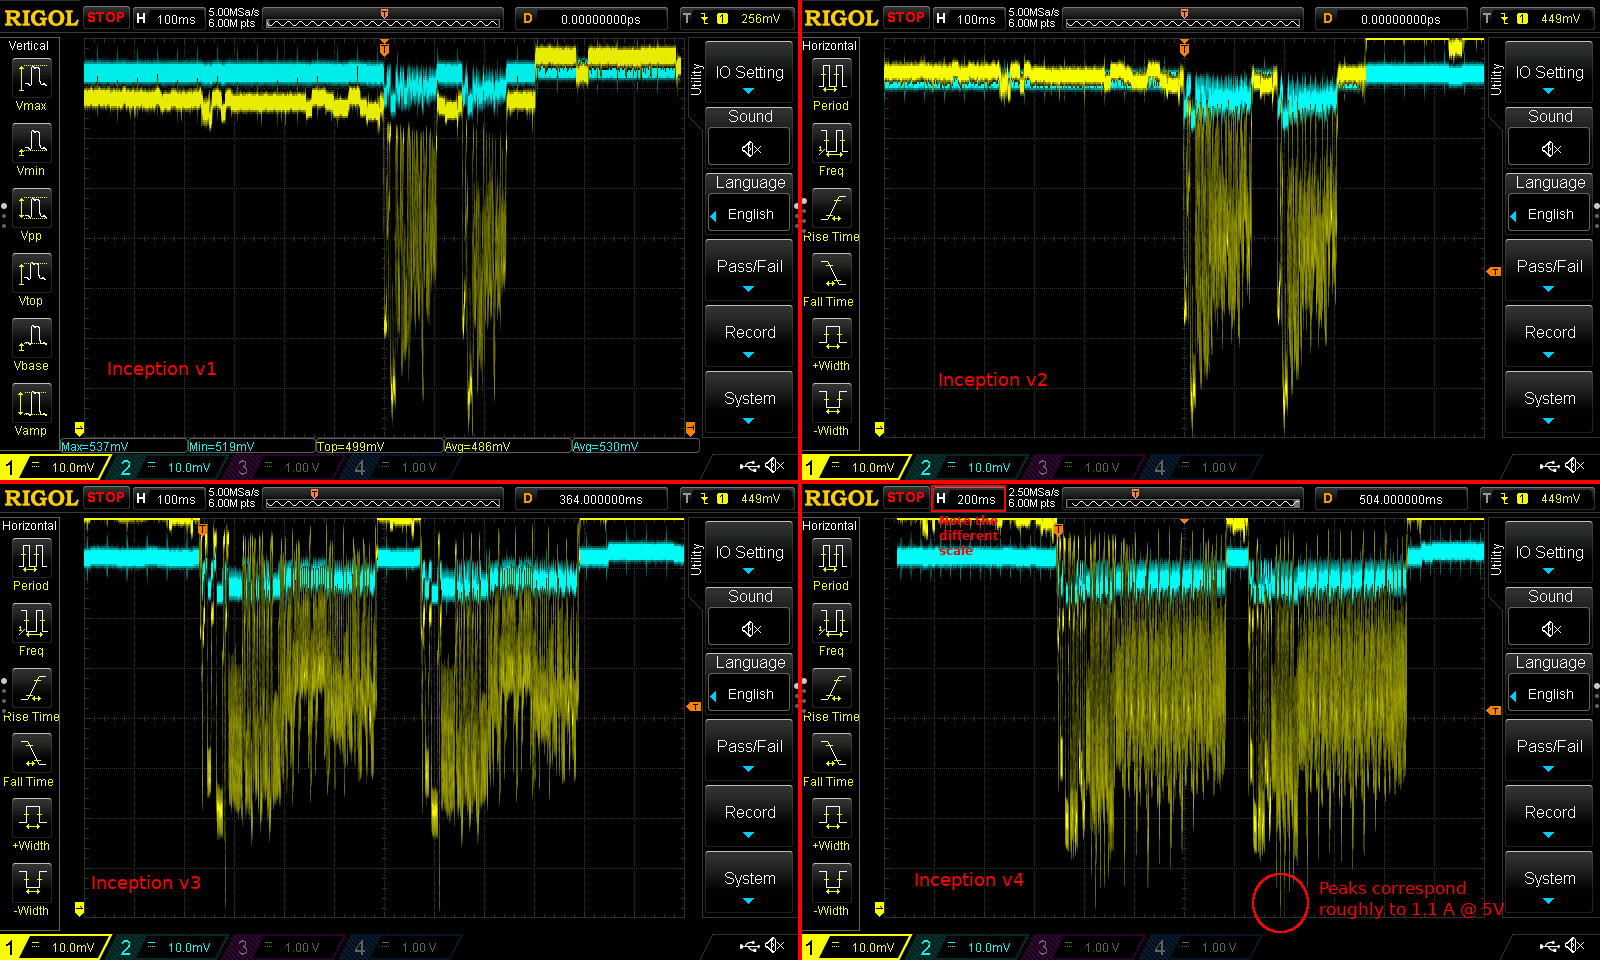 RIGOL STOP H 100ms 5.00MSa/s 6.00M pts D 0.00000000ps T 1 256mV
Vertical
Vmax
Vmin
Vpp
Vtop
Vbase
Vamp
Inception v1
Utility
IO Setting
Sound
Language
English
Pass/Fail
Record
System
Max=537mV Min=519mV Top=499mV Avg=486mV Avg=530mV
1 10.0mV 2 10.0mV 3 1.00 V 4 1.00 V
RIGOL STOP H 100ms 5.00MSa/s 6.00M pts D 0.00000000ps T 1 449mV
Horizontal
Period
Freq
Rise Time
Fall Time
+Width
-Width
Inception v2
Utility
IO Setting
Sound
Language
English
Pass/Fail
Record
System
1 10.0mV 2 10.0mV 3 1.00 V 4 1.00 V
RIGOL STOP H 100ms 5.00MSa/s 6.00M pts D 364.000000ms T 1 449mV
Horizontal
Period
Freq
Rise Time
Fall Time
+Width
-Width
Inception v3
Utility
IO Setting
Sound
Language
English
Pass/Fail
Record
System
1 10.0mV 2 10.0mV 3 1.00 V 4 1.00 V
RIGOL STOP H 200ms 2.50MSa/s 6.00M pts D 504.000000ms T 1 449mV
Note the
different
scale
Horizontal
Period
Freq
Rise Time
Fall Time
+Width
-Width
Inception v4
Peaks correspond
roughly to 1.1 A @ 5V
Utility
IO Setting
Sound
Language
English
Pass/Fail
Record
System
1 10.0mV 2 10.0mV 3 1.00 V 4 1.00 V